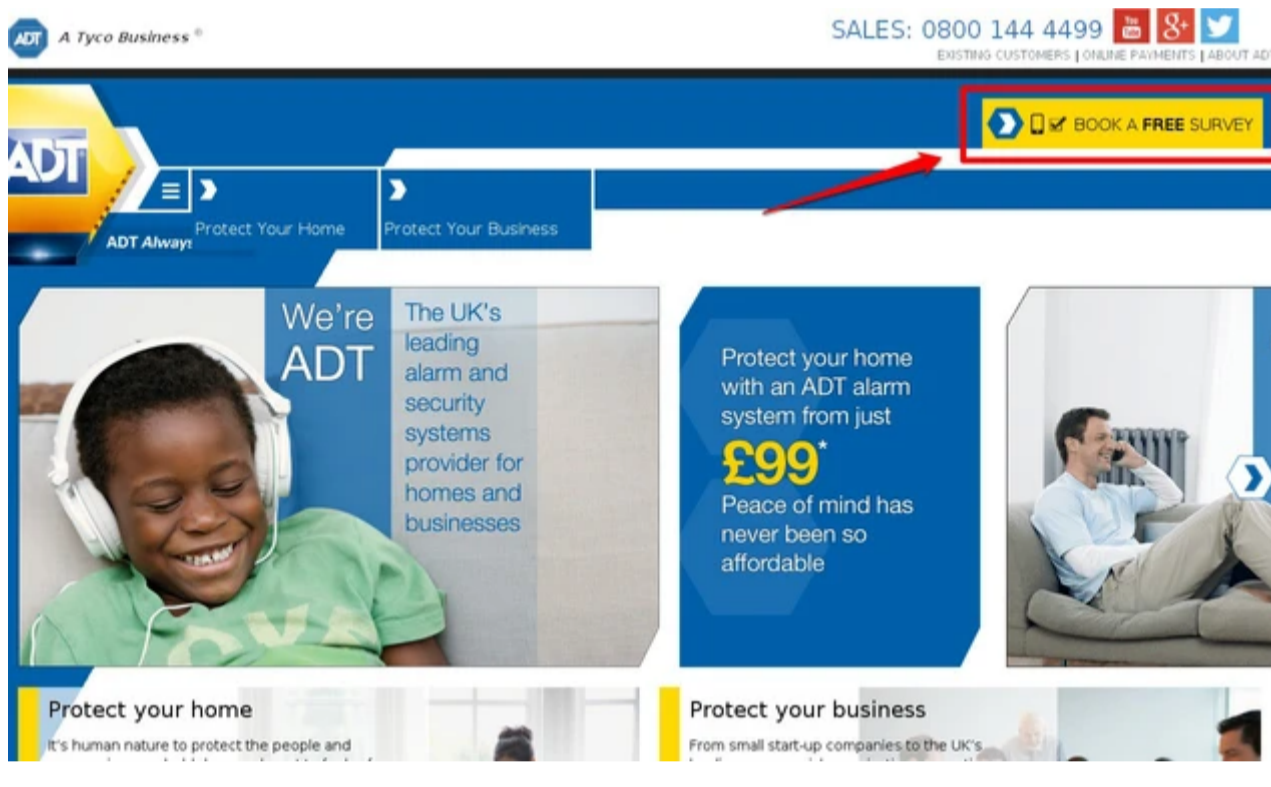 ADT A Tyco Business ®
SALES: 0800 144 4499 You Tube g+
EXISTING CUSTOMERS | ONLINE PAYMENTS | ABOUT
BOOK A FREE SURVEY
ADT
Protect Your Home
Protect Your Business
ADT Always
We're
ADT
The UK's
leading
alarm and
security
systems
provider for
homes and
businesses
Protect your home
with an ADT alarm
system from just
£99*
Peace of mind has
never been so
affordable
Protect your home
It's human nature to protect the people and
Protect your business
From small start-up companies to the UK's